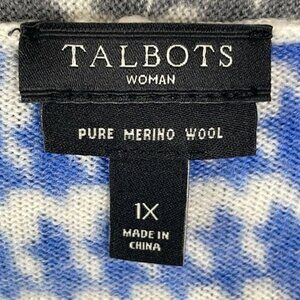 TALBOTS
WOMAN
PURE MERINO WOOL
1X
MADE IN
CHINA